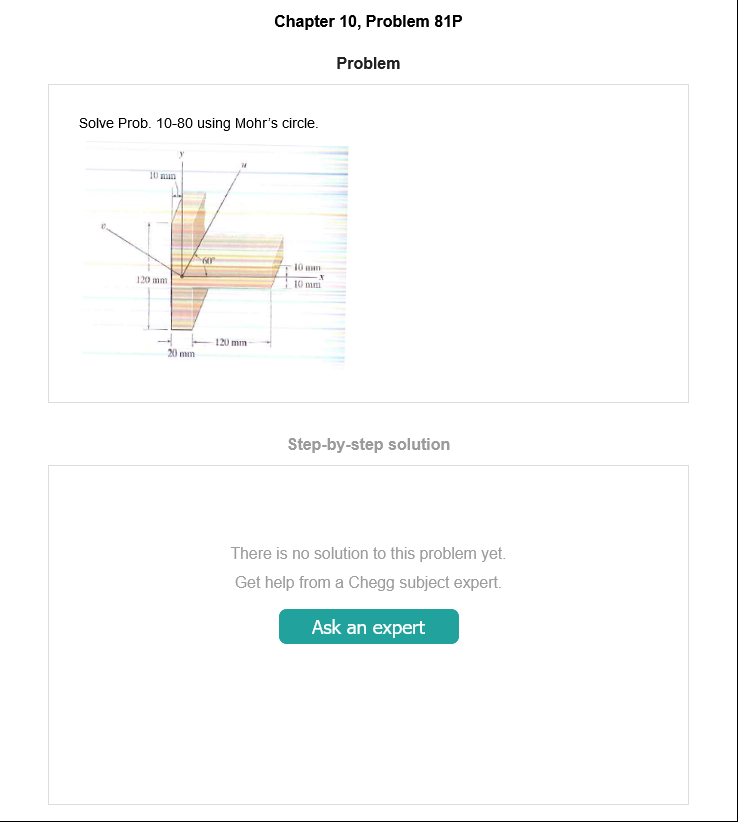 Chapter 10, Problem 81P
Problem
Solve Prob. 10-80 using Mohr's circle.
y
u
10 mm
v
60°
10 mm
x
120 mm
10 mm
120 mm
20 mm
Step-by-step solution
There is no solution to this problem yet.
Get help from a Chegg subject expert.
Ask an expert